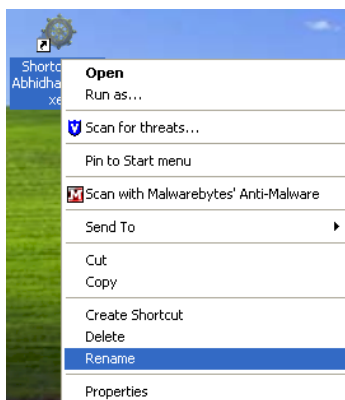 Shortc
Abhidha
xe
Open
Run as...
Scan for threats...
Pin to Start menu
Scan with Malwarebytes' Anti-Malware
Send To
Cut
Copy
Create Shortcut
Delete
Rename
Properties